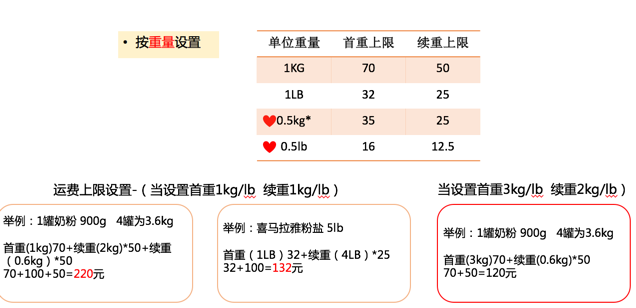 • 按重量设置
单位重量 首重上限 续重上限
1KG 70 50
1LB 32 25
0.5kg* 35 25
0.5lb 16 12.5
运费上限设置-（当设置首重1kg/lb 续重1kg/lb）
举例：1罐奶粉 900g 4罐为3.6kg
首重(1kg)70+续重(2kg)*50+续重
（0.6kg）*50
70+100+50=220元
举例：喜马拉雅粉盐 5lb
首重（1LB）32+续重（4LB）*25
32+100=132元
当设置首重3kg/lb 续重2kg/lb）
举例：1罐奶粉 900g 4罐为3.6kg
首重(3kg)70+续重(0.6kg)*50
70+50=120元